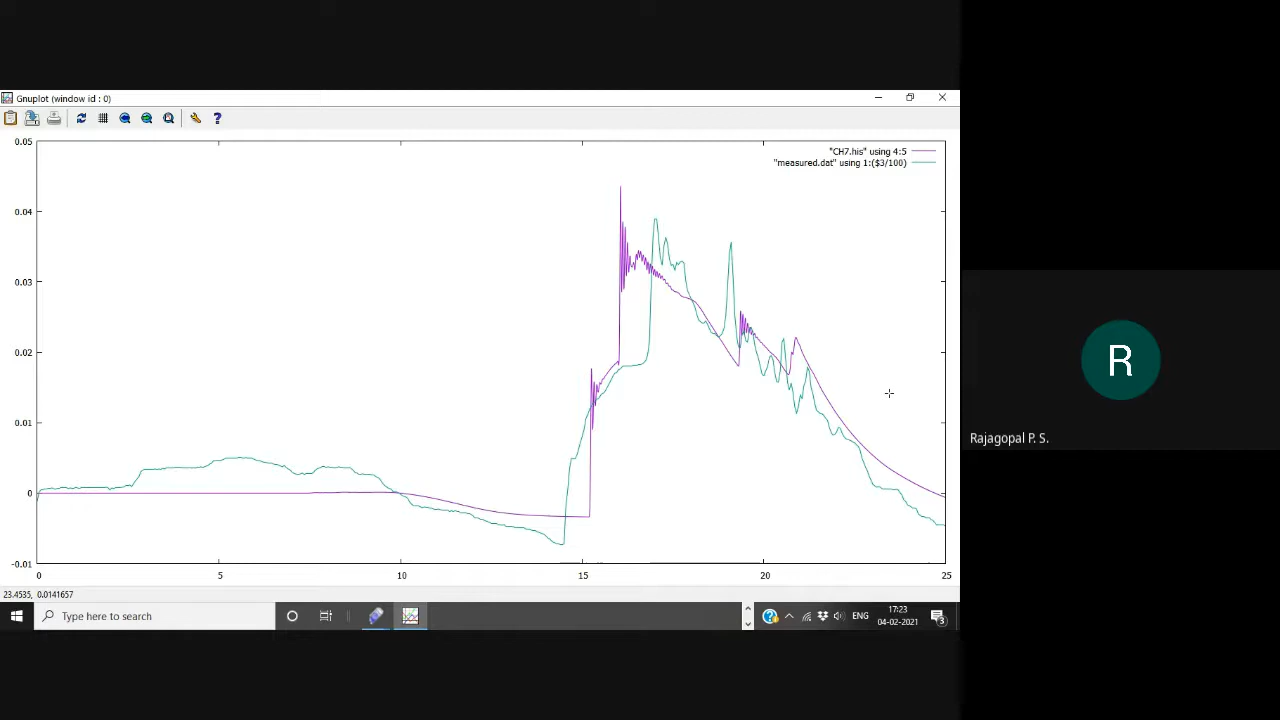 Gnuplot (window id : 0)
0.05
"CH7.his" using 4:5
"measured.dat" using 1:($3/100)
0.04
0.03
0.02
0.01
0
-0.01
0 5 10 15 20 25
23.4535, 0.0141657
R
Rajagopal P. S.
Type here to search
ENG
17:23
04-02-2021
3